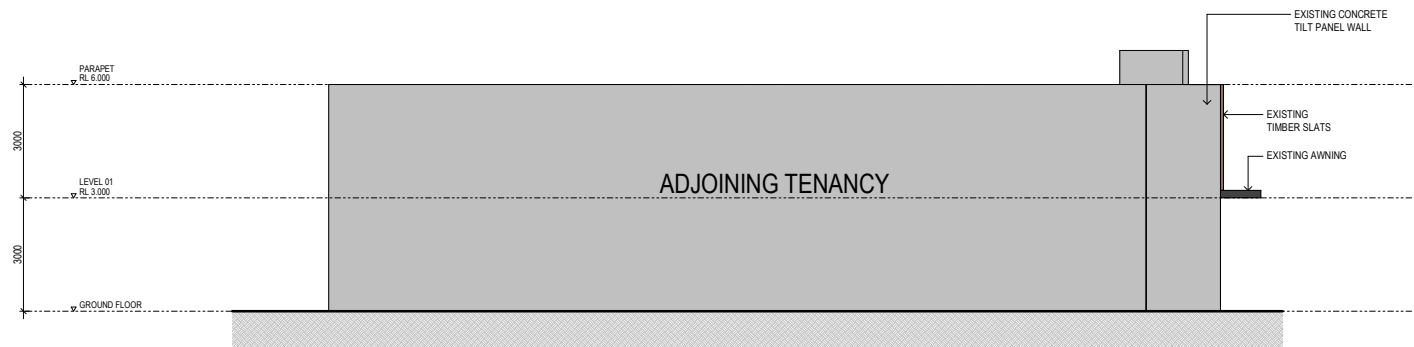 EXISTING CONCRETE
TILT PANEL WALL
PARAPET
RL 6.000
EXISTING
TIMBER SLATS
3000
EXISTING AWNING
LEVEL 01
RL 3.000
ADJOINING TENANCY
3000
GROUND FLOOR